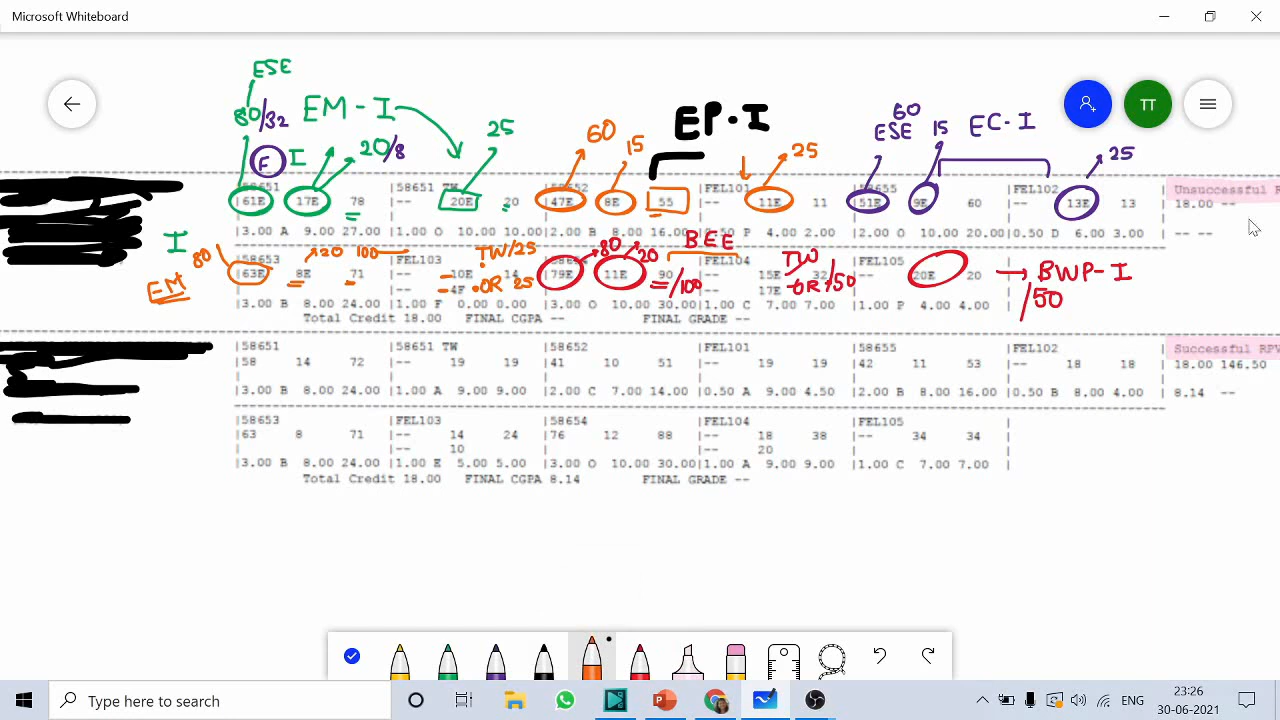 Microsoft Whiteboard
ESE
80/32 EM - I 25 60 15 EP - I 25 60 ESE 15 EC - I 25
E I 20/8
TT
|58651 |58651 TW |58652 |FEL101 |58655 |FEL102 Unsuccessful R
|61E 17E 78 |-- 20E 20 |47E 8E 55 |-- 11E 11 |51E 9E 60 |-- 13E 13 | 18.00 --
|3.00 A 9.00 27.00 |1.00 O 10.00 10.00 |2.00 B 8.00 16.00 |0.50 P 4.00 2.00 |2.00 O 10.00 20.00 |0.50 D 6.00 3.00 | -- --
I 80 20 100 TW/25 80 20 BEE TW
|58653 |FEL103 |58654 |FEL104 |FEL105
EM |63E 8E 71 |-- 10E 14 |79E 11E 90 |-- 15E 32 |-- 20E 20 BWP-I
|-- 4F OR 25 /100 17E OR /50 /50
|3.00 B 8.00 24.00 |1.00 F 0.00 0.00 |3.00 O 10.00 30.00 |1.00 C 7.00 7.00 |1.00 P 4.00 4.00
Total Credit 18.00 FINAL CGPA -- FINAL GRADE --
|58651 |58651 TW |58652 |FEL101 |58655 |FEL102 Successful RPV
|58 14 72 |-- 19 19 |41 10 51 |-- 19 19 |42 11 53 |-- 18 18 | 18.00 146.50
|3.00 B 8.00 24.00 |1.00 A 9.00 9.00 |2.00 C 7.00 14.00 |0.50 A 9.00 4.50 |2.00 B 8.00 16.00 |0.50 B 8.00 4.00 | 8.14 --
|58653 |FEL103 |58654 |FEL104 |FEL105
|63 8 71 |-- 14 24 |76 12 88 |-- 18 38 |-- 34 34 |
|-- 10 |-- 20
|3.00 B 8.00 24.00 |1.00 E 5.00 5.00 |3.00 O 10.00 30.00 |1.00 A 9.00 9.00 |1.00 C 7.00 7.00 |
Total Credit 18.00 FINAL CGPA 8.14 FINAL GRADE --
Type here to search
ENG
23:26
30-06-2021